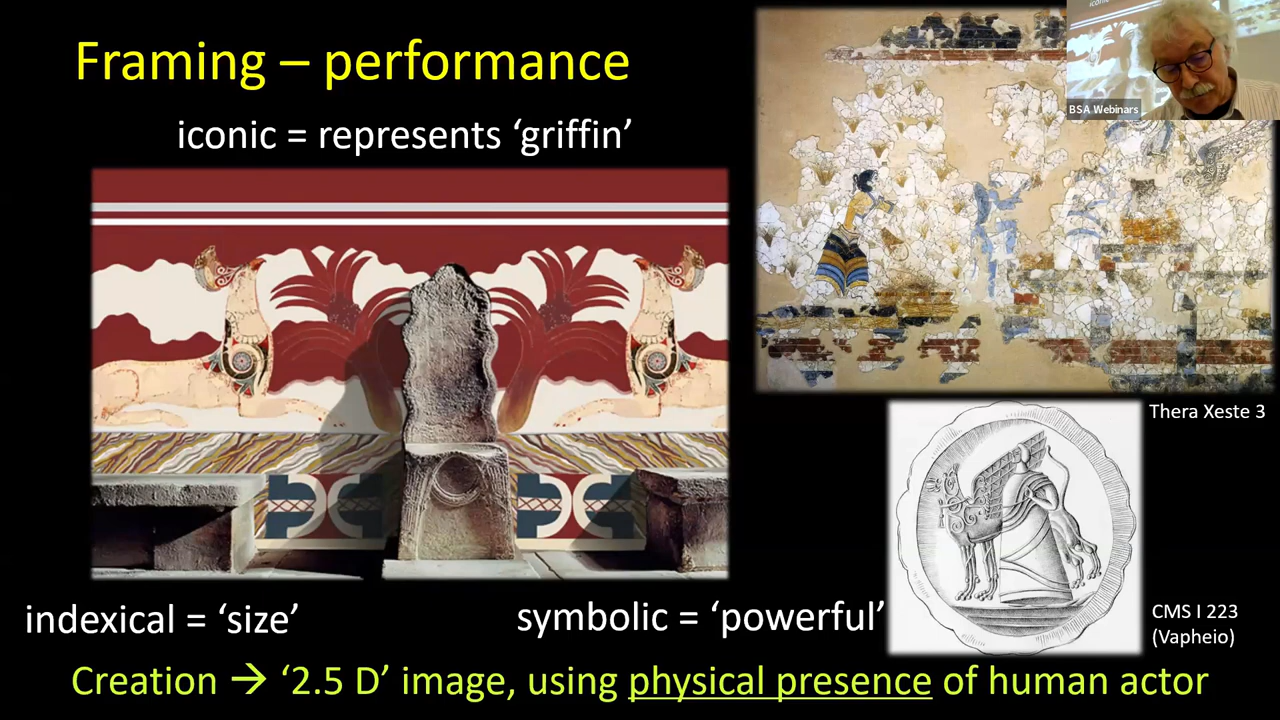 Framing – performance
iconic = represents ‘griffin’
BSA Webinars
Thera Xeste 3
CMS I 223
(Vapheio)
indexical = ‘size’
symbolic = ‘powerful’
Creation → ‘2.5 D’ image, using physical presence of human actor